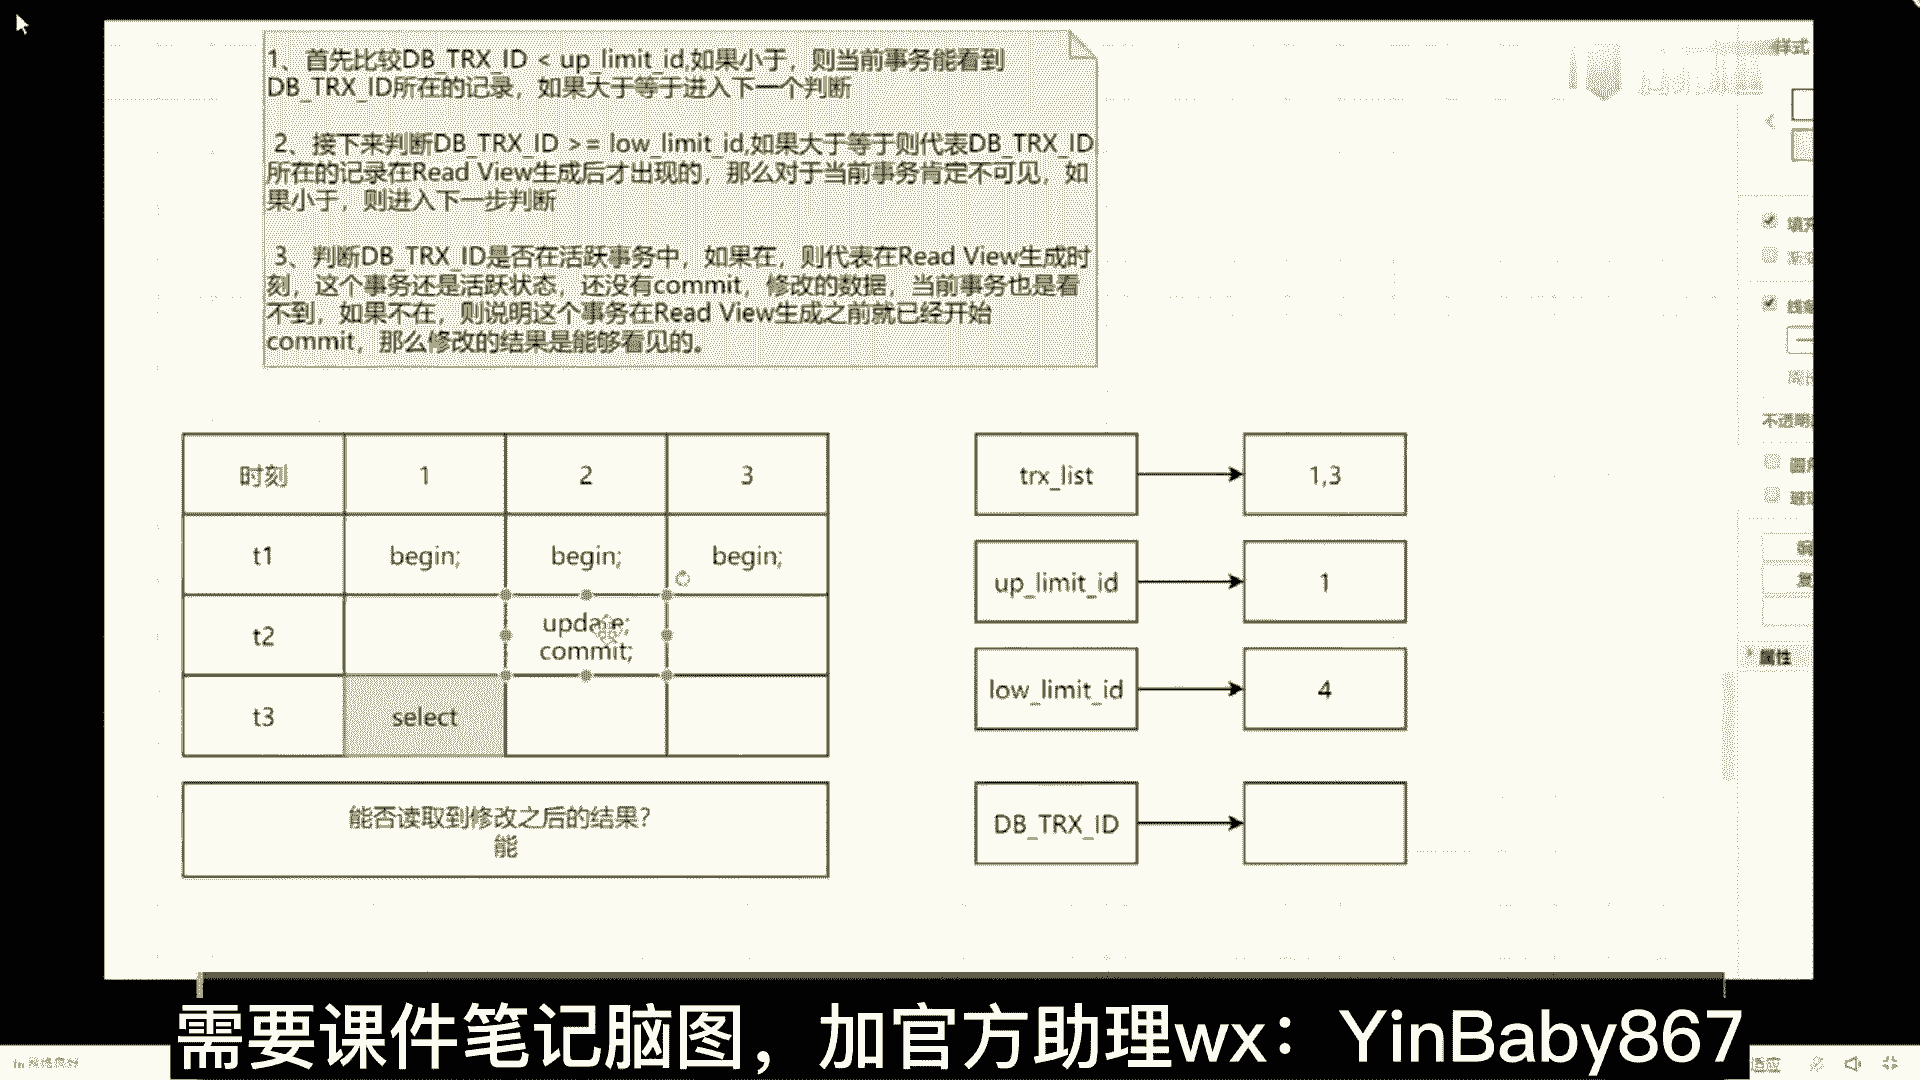 1、首先比较DB_TRX_ID < up_limit_id,如果小于，则当前事务能看到
DB_TRX_ID所在的记录，如果大于等于进入下一个判断
2、接下来判断DB_TRX_ID >= low_limit_id,如果大于等于则代表DB_TRX_ID
所在的记录在Read View生成后才出现的，那么对于当前事务肯定不可见，如
果小于，则进入下一步判断
3、判断DB_TRX_ID是否在活跃事务中，如果在，则代表在Read View生成时
刻，这个事务还是活跃状态，还没有commit，修改的数据，当前事务也是看
不到，如果不在，则说明这个事务在Read View生成之前就已经开始
commit，那么修改的结果是能够看见的。
时刻 1 2 3
t1 begin; begin; begin;
t2 update;
commit;
t3 select
能否读取到修改之后的结果？
能
trx_list 1,3
up_limit_id 1
low_limit_id 4
DB_TRX_ID
样式
不透明
属性
适应
需要课件笔记脑图，加官方助理wx：YinBaby867